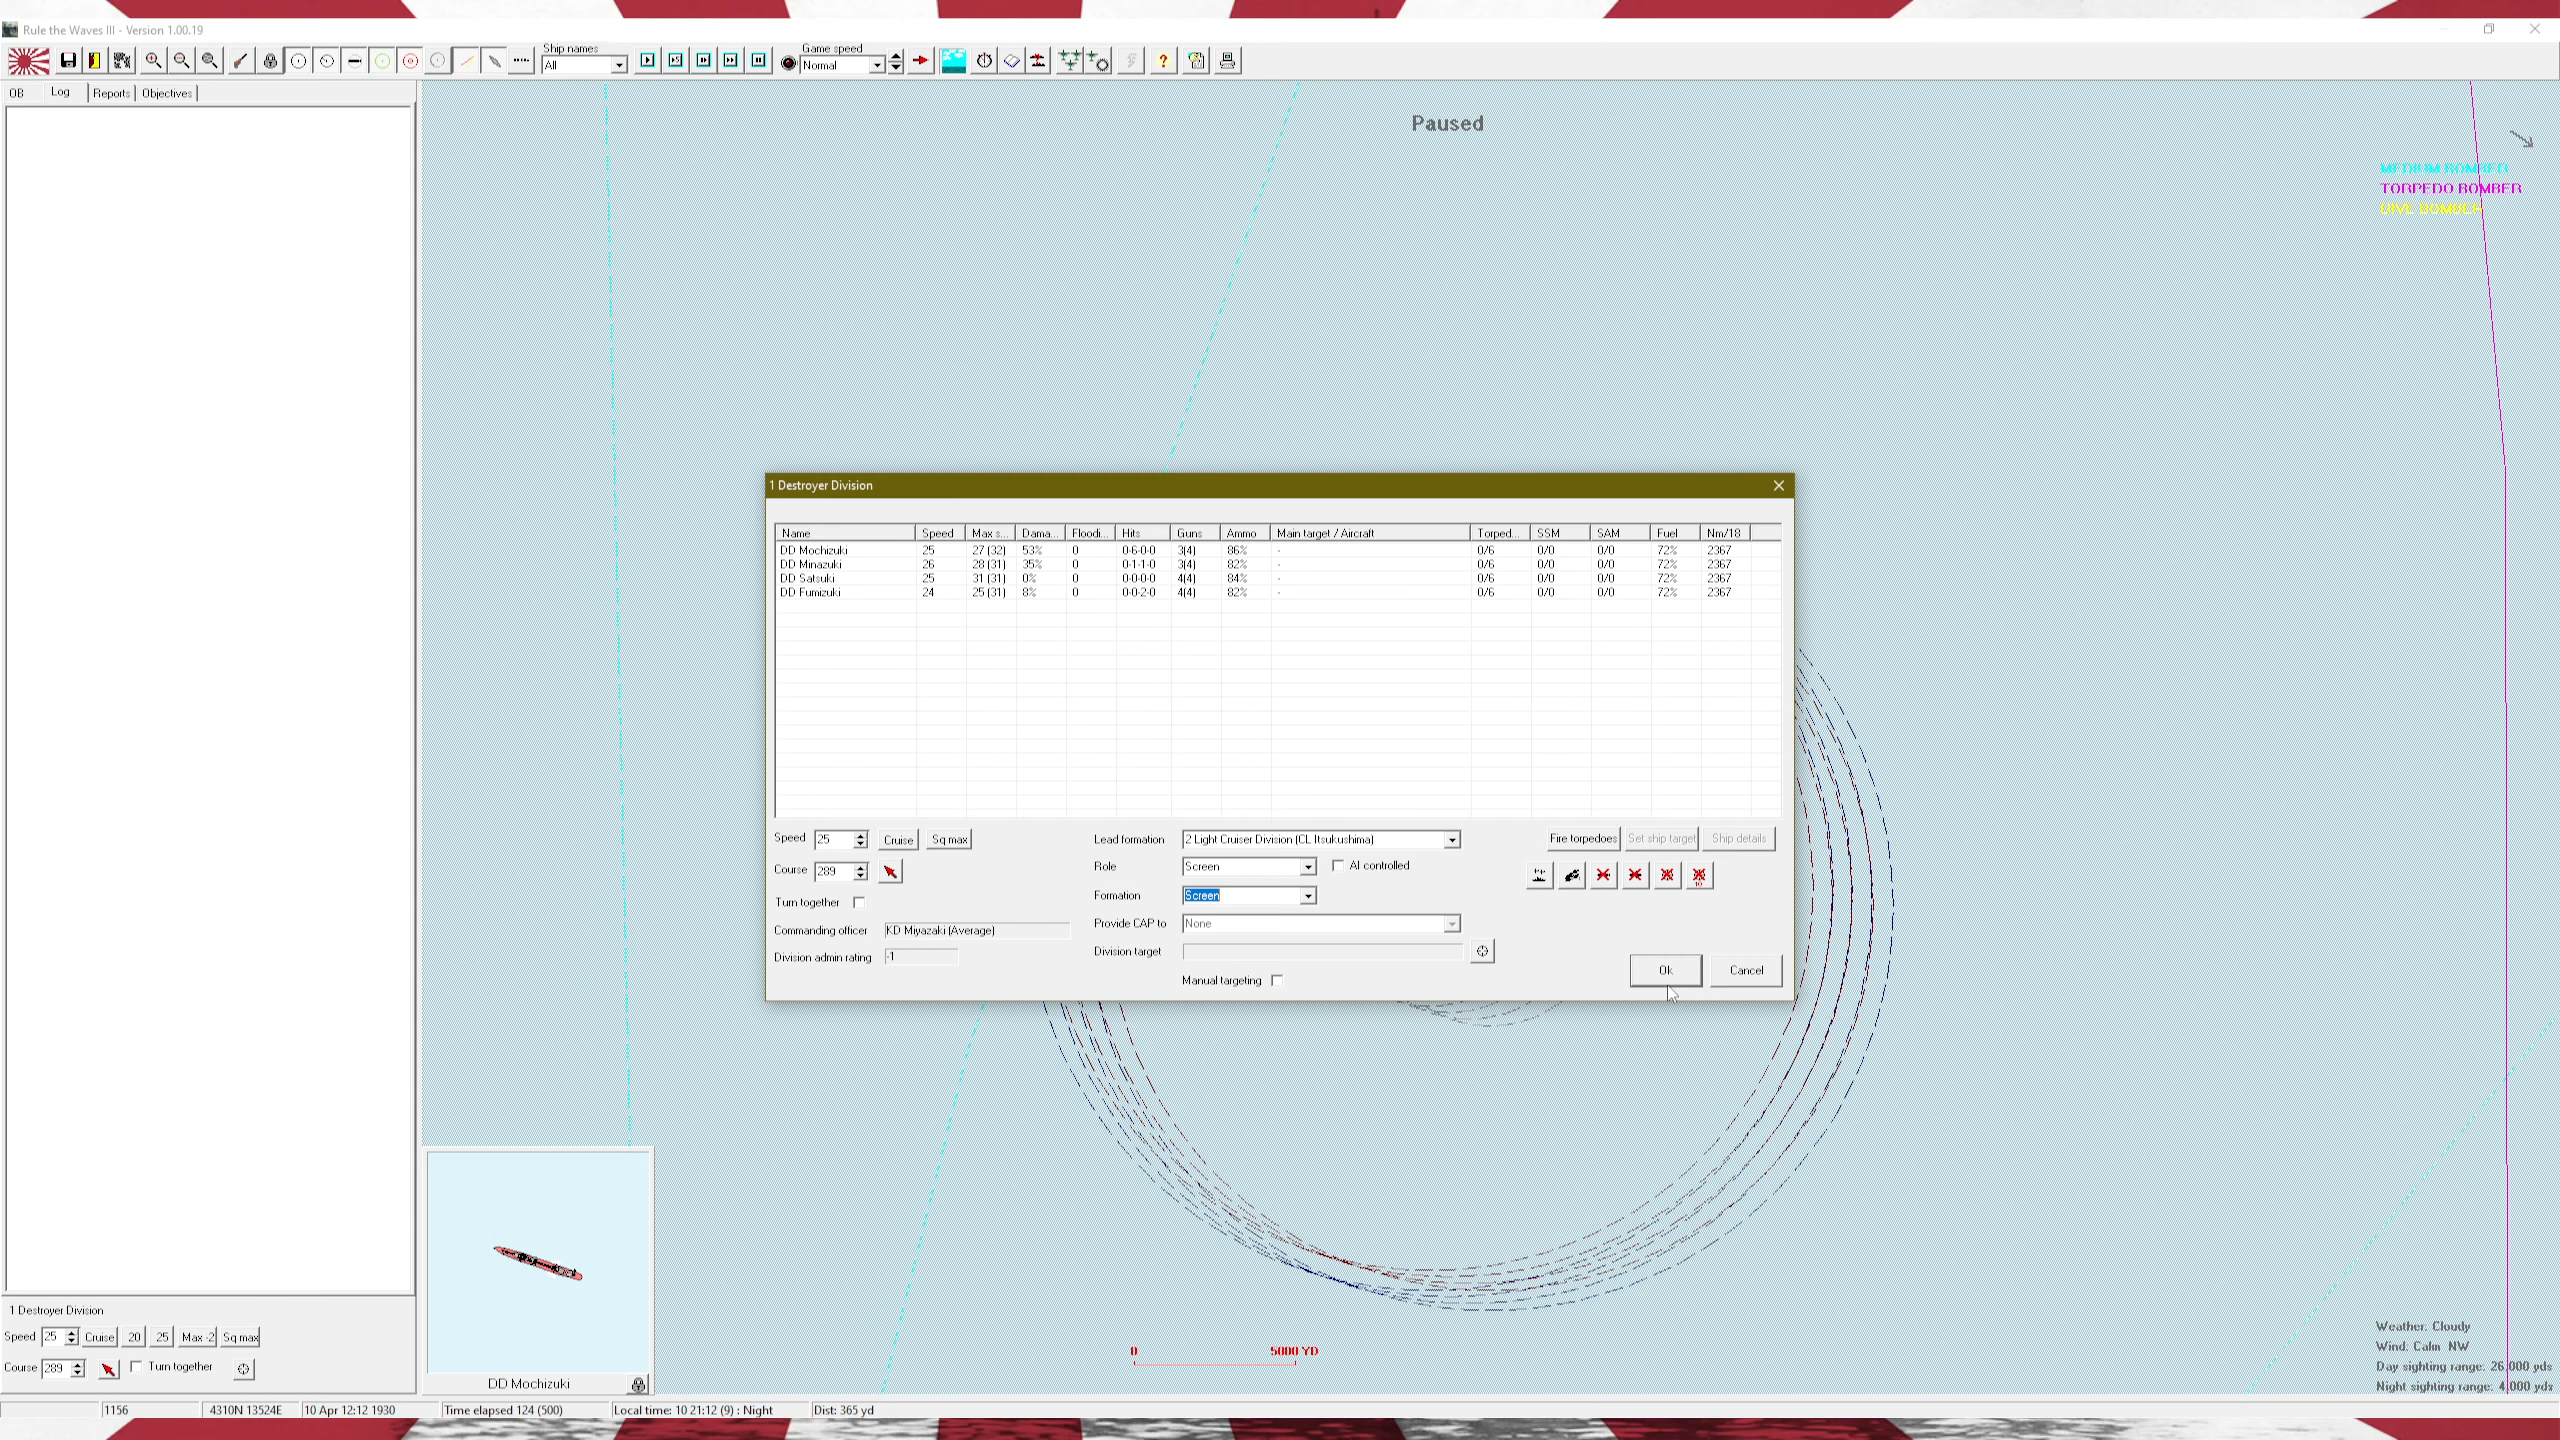 Rule the Waves III - Version 1.00.19
Ship names
All
Game speed
Normal
OB
Log
Reports
Objectives
Paused
MEDIUM BOMBER
TORPEDO BOMBER
DIVE BOMBER
1 Destroyer Division
Name Speed Max s... Dama... Floodi... Hits Guns Ammo Main target / Aircraft Torped... SSM SAM Fuel Nm/18
DD Mochizuki 25 27 (32) 53% 0 0-6-0-0 3(4) 86% - 0/6 0/0 0/0 72% 2367
DD Minazuki 26 28 (31) 35% 0 0-1-1-0 3(4) 82% - 0/6 0/0 0/0 72% 2367
DD Satsuki 25 31 (31) 0% 0 0-0-0-0 4(4) 84% - 0/6 0/0 0/0 72% 2367
DD Fumizuki 24 25 (31) 8% 0 0-0-2-0 4(4) 82% - 0/6 0/0 0/0 72% 2367
Speed 25 Cruise Sq max
Course 289
Turn together
Commanding officer KD Miyazaki (Average)
Division admin rating -1
Lead formation 2 Light Cruiser Division (CL Itsukushima)
Role Screen AI controlled
Formation Screen
Provide CAP to None
Division target
Manual targeting
Fire torpedoes Set ship target Ship details
Ok Cancel
DD Mochizuki
0 5000 YD
Weather: Cloudy
Wind: Calm NW
Day sighting range: 26,000 yds
Night sighting range: 4,000 yds
1 Destroyer Division
Speed 25 Cruise 20 25 Max -2 Sq max
Course 289 Turn together
1156 4310N 13524E 10 Apr 12:12 1930 Time elapsed 124 (500) Local time: 10 21:12 (9) : Night Dist: 365 yd